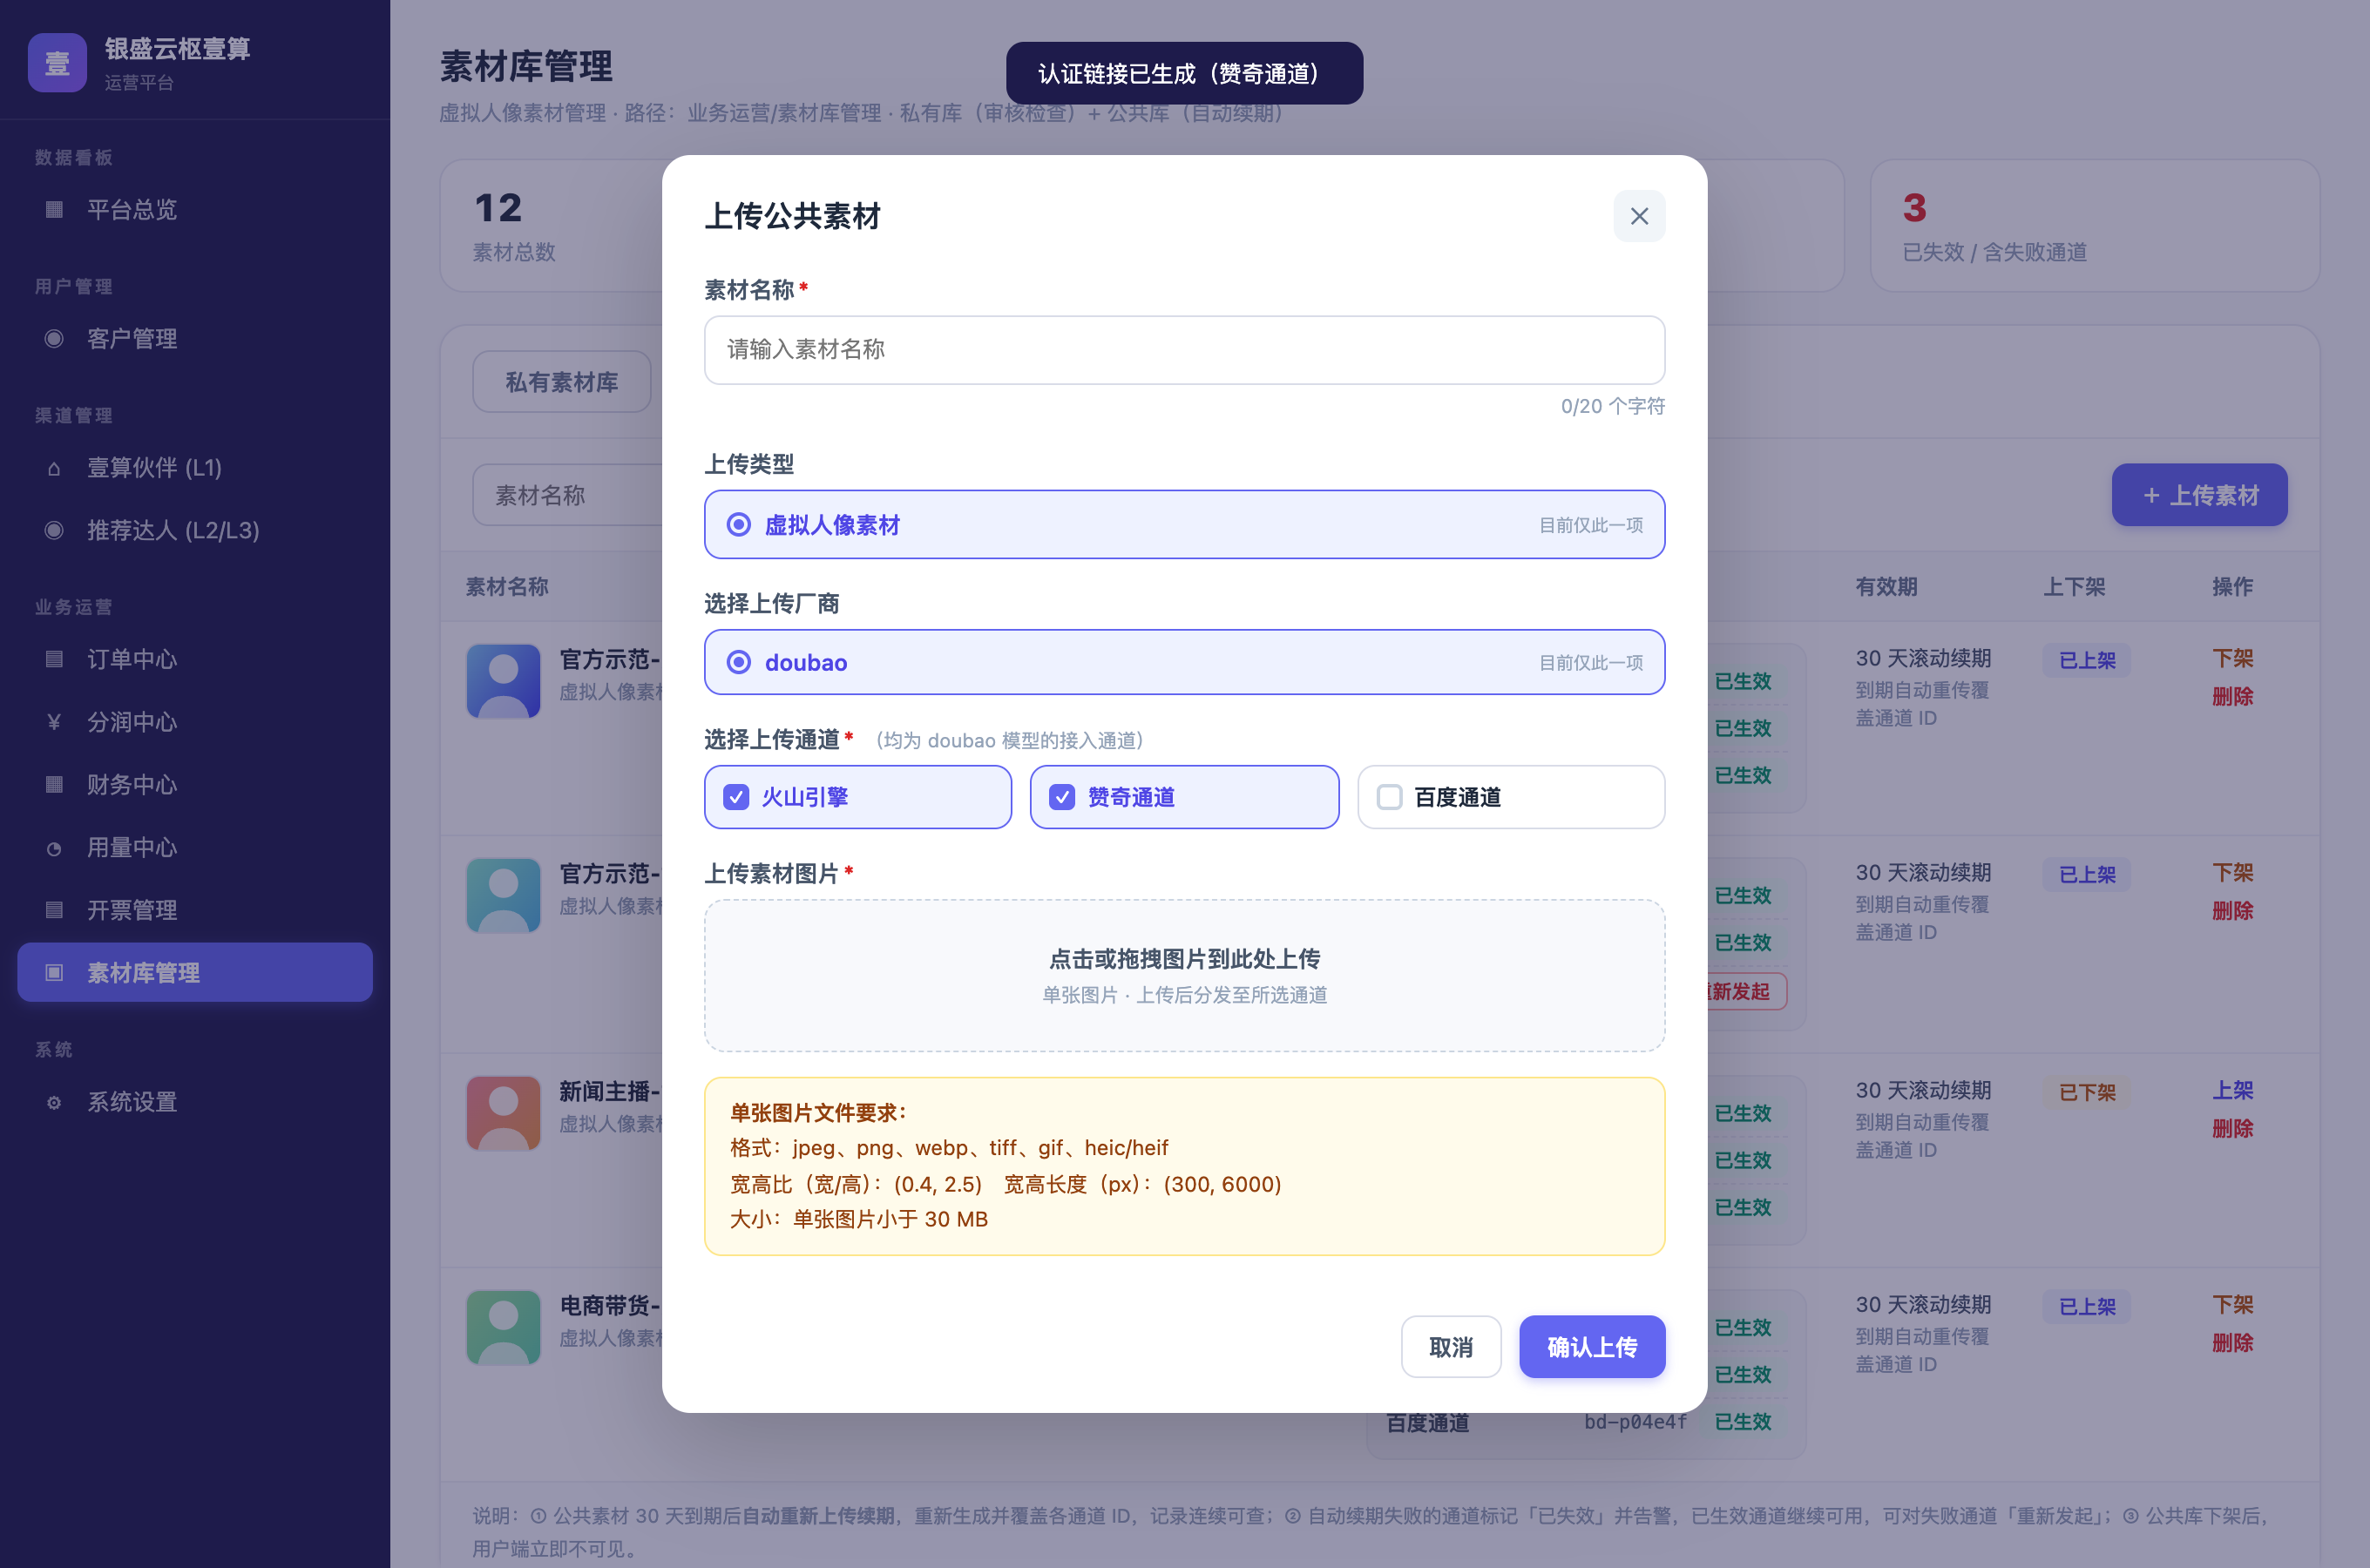 壹
银盛云枢壹算
运营平台
数据看板
平台总览
用户管理
客户管理
渠道管理
壹算伙伴 (L1)
推荐达人 (L2/L3)
业务运营
订单中心
¥ 分润中心
财务中心
用量中心
开票管理
素材库管理
系统
系统设置
素材库管理
认证链接已生成（赞奇通道）
虚拟人像素材管理 · 路径：业务运营/素材库管理 · 私有库（审核检查）+ 公共库（自动续期）
12
素材总数
3
已失效 / 含失败通道
私有素材库
素材名称
+ 上传素材
素材名称
有效期 上下架 操作
官方示范-
虚拟人像素材
已生效
已生效
已生效
30 天滚动续期
到期自动重传覆
盖通道 ID
已上架
下架
删除
官方示范-
虚拟人像素材
已生效
已生效
重新发起
30 天滚动续期
到期自动重传覆
盖通道 ID
已上架
下架
删除
新闻主播-
虚拟人像素材
已生效
已生效
已生效
30 天滚动续期
到期自动重传覆
盖通道 ID
已下架
上架
删除
电商带货-
虚拟人像素材
已生效
已生效
百度通道 bd-p04e4f 已生效
30 天滚动续期
到期自动重传覆
盖通道 ID
已上架
下架
删除
说明：① 公共素材 30 天到期后自动重新上传续期，重新生成并覆盖各通道 ID，记录连续可查；② 自动续期失败的通道标记「已失效」并告警，已生效通道继续可用，可对失败通道「重新发起」；③ 公共库下架后，
用户端立即不可见。
上传公共素材
素材名称*
请输入素材名称
0/20 个字符
上传类型
虚拟人像素材 目前仅此一项
选择上传厂商
doubao 目前仅此一项
选择上传通道* （均为 doubao 模型的接入通道）
火山引擎 赞奇通道 百度通道
上传素材图片*
点击或拖拽图片到此处上传
单张图片 · 上传后分发至所选通道
单张图片文件要求：
格式：jpeg、png、webp、tiff、gif、heic/heif
宽高比（宽/高）：(0.4, 2.5) 宽高长度（px）：(300, 6000)
大小：单张图片小于 30 MB
取消 确认上传